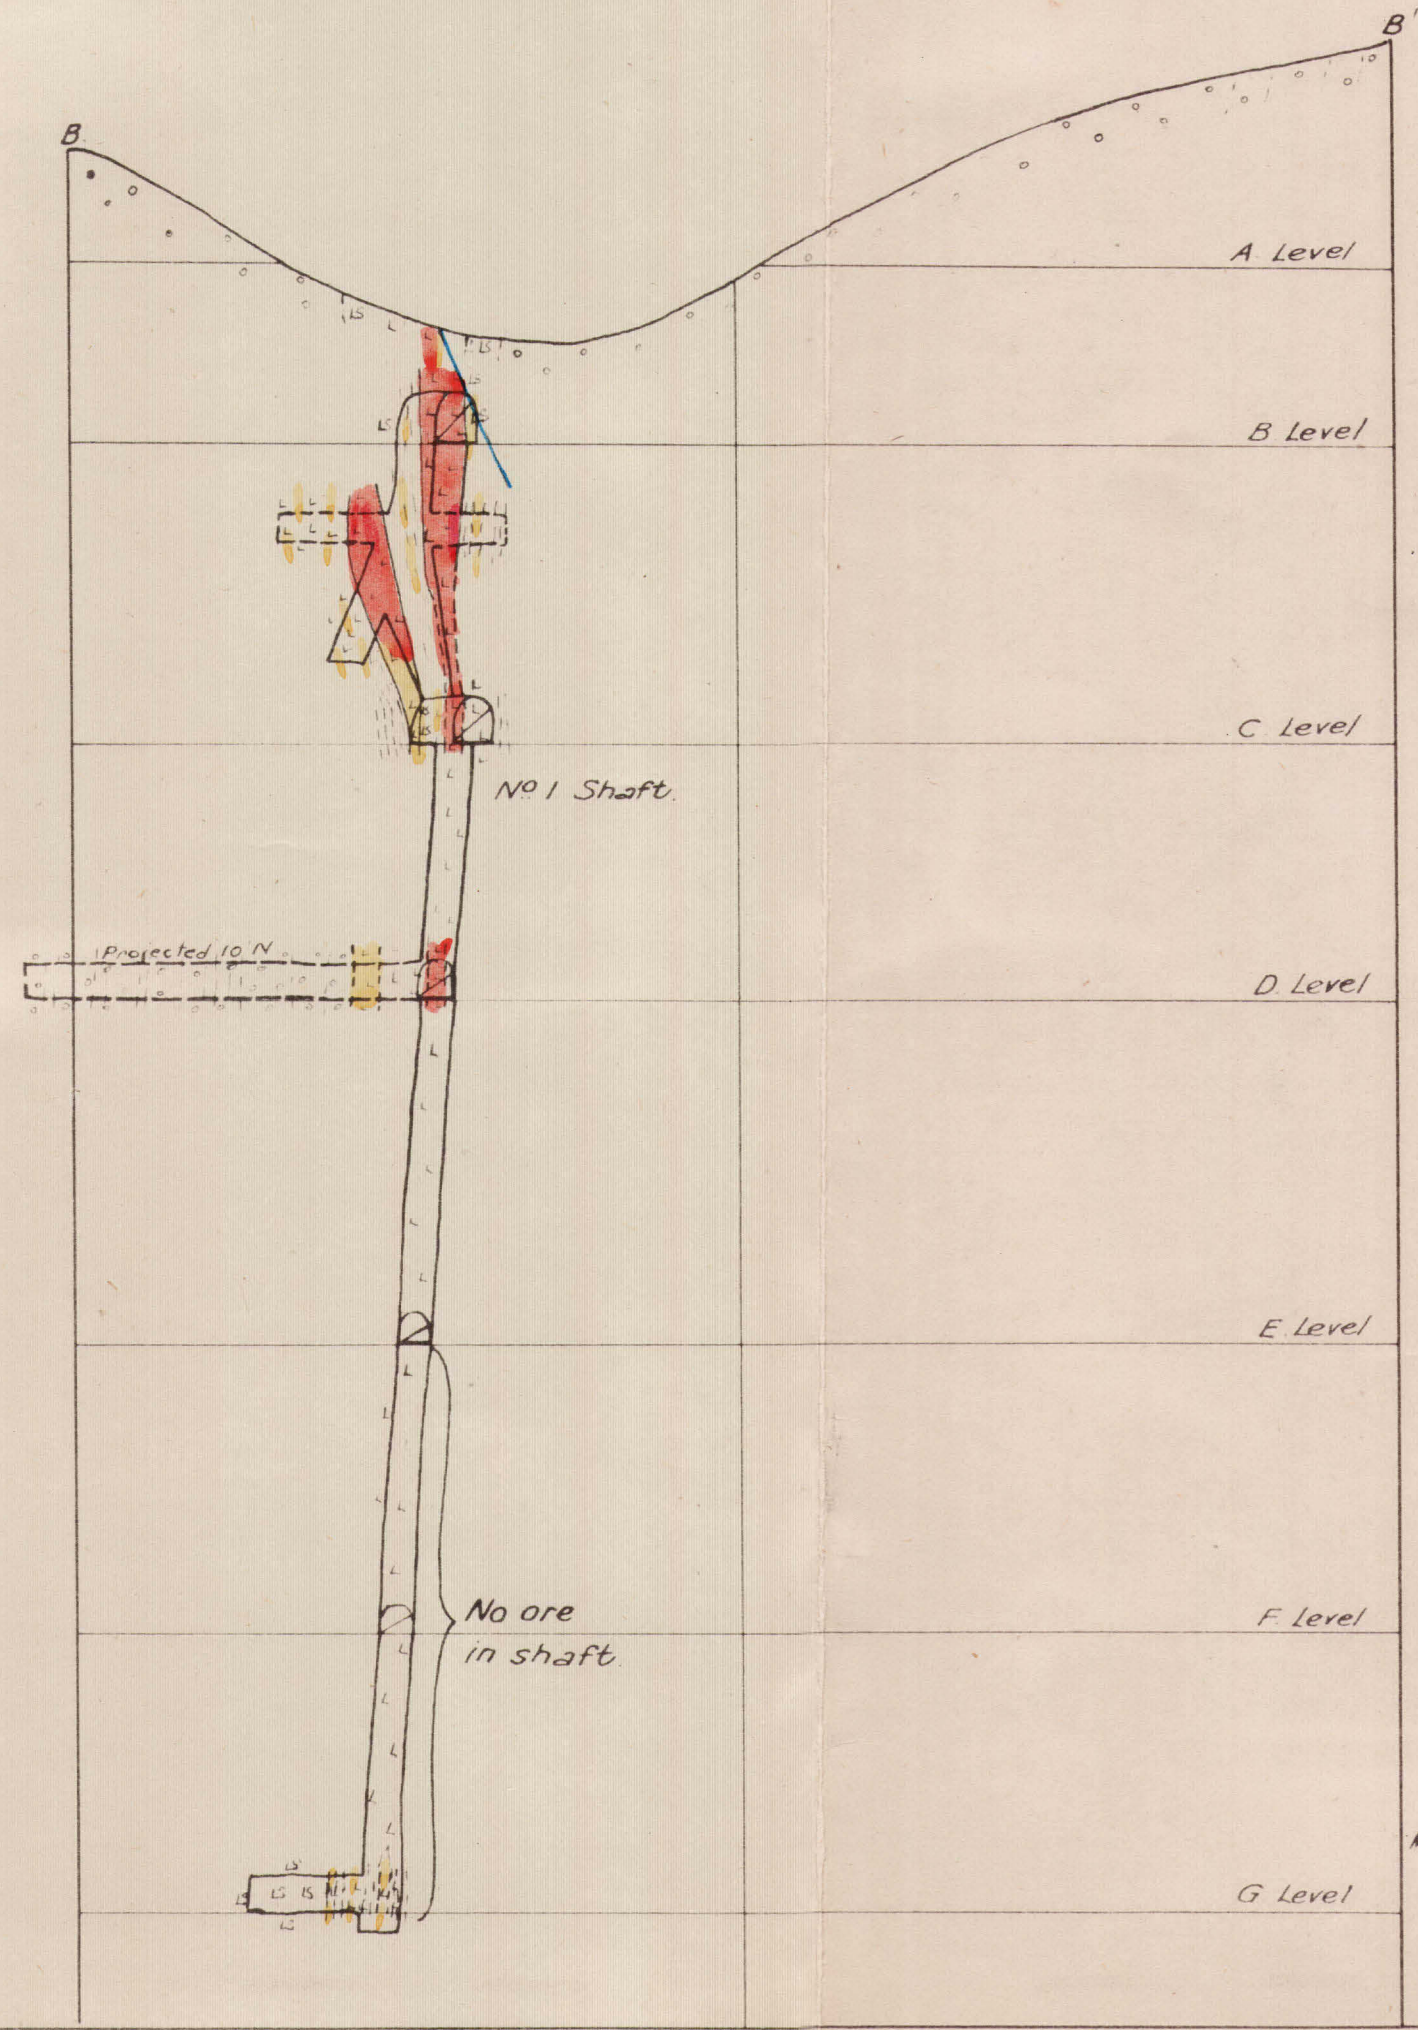 B'
B.
A. Level
B Level
C. Level
No 1 Shaft.
Projected 10 N
D. Level
E. Level
No ore
in shaft.
F. Level
G Level